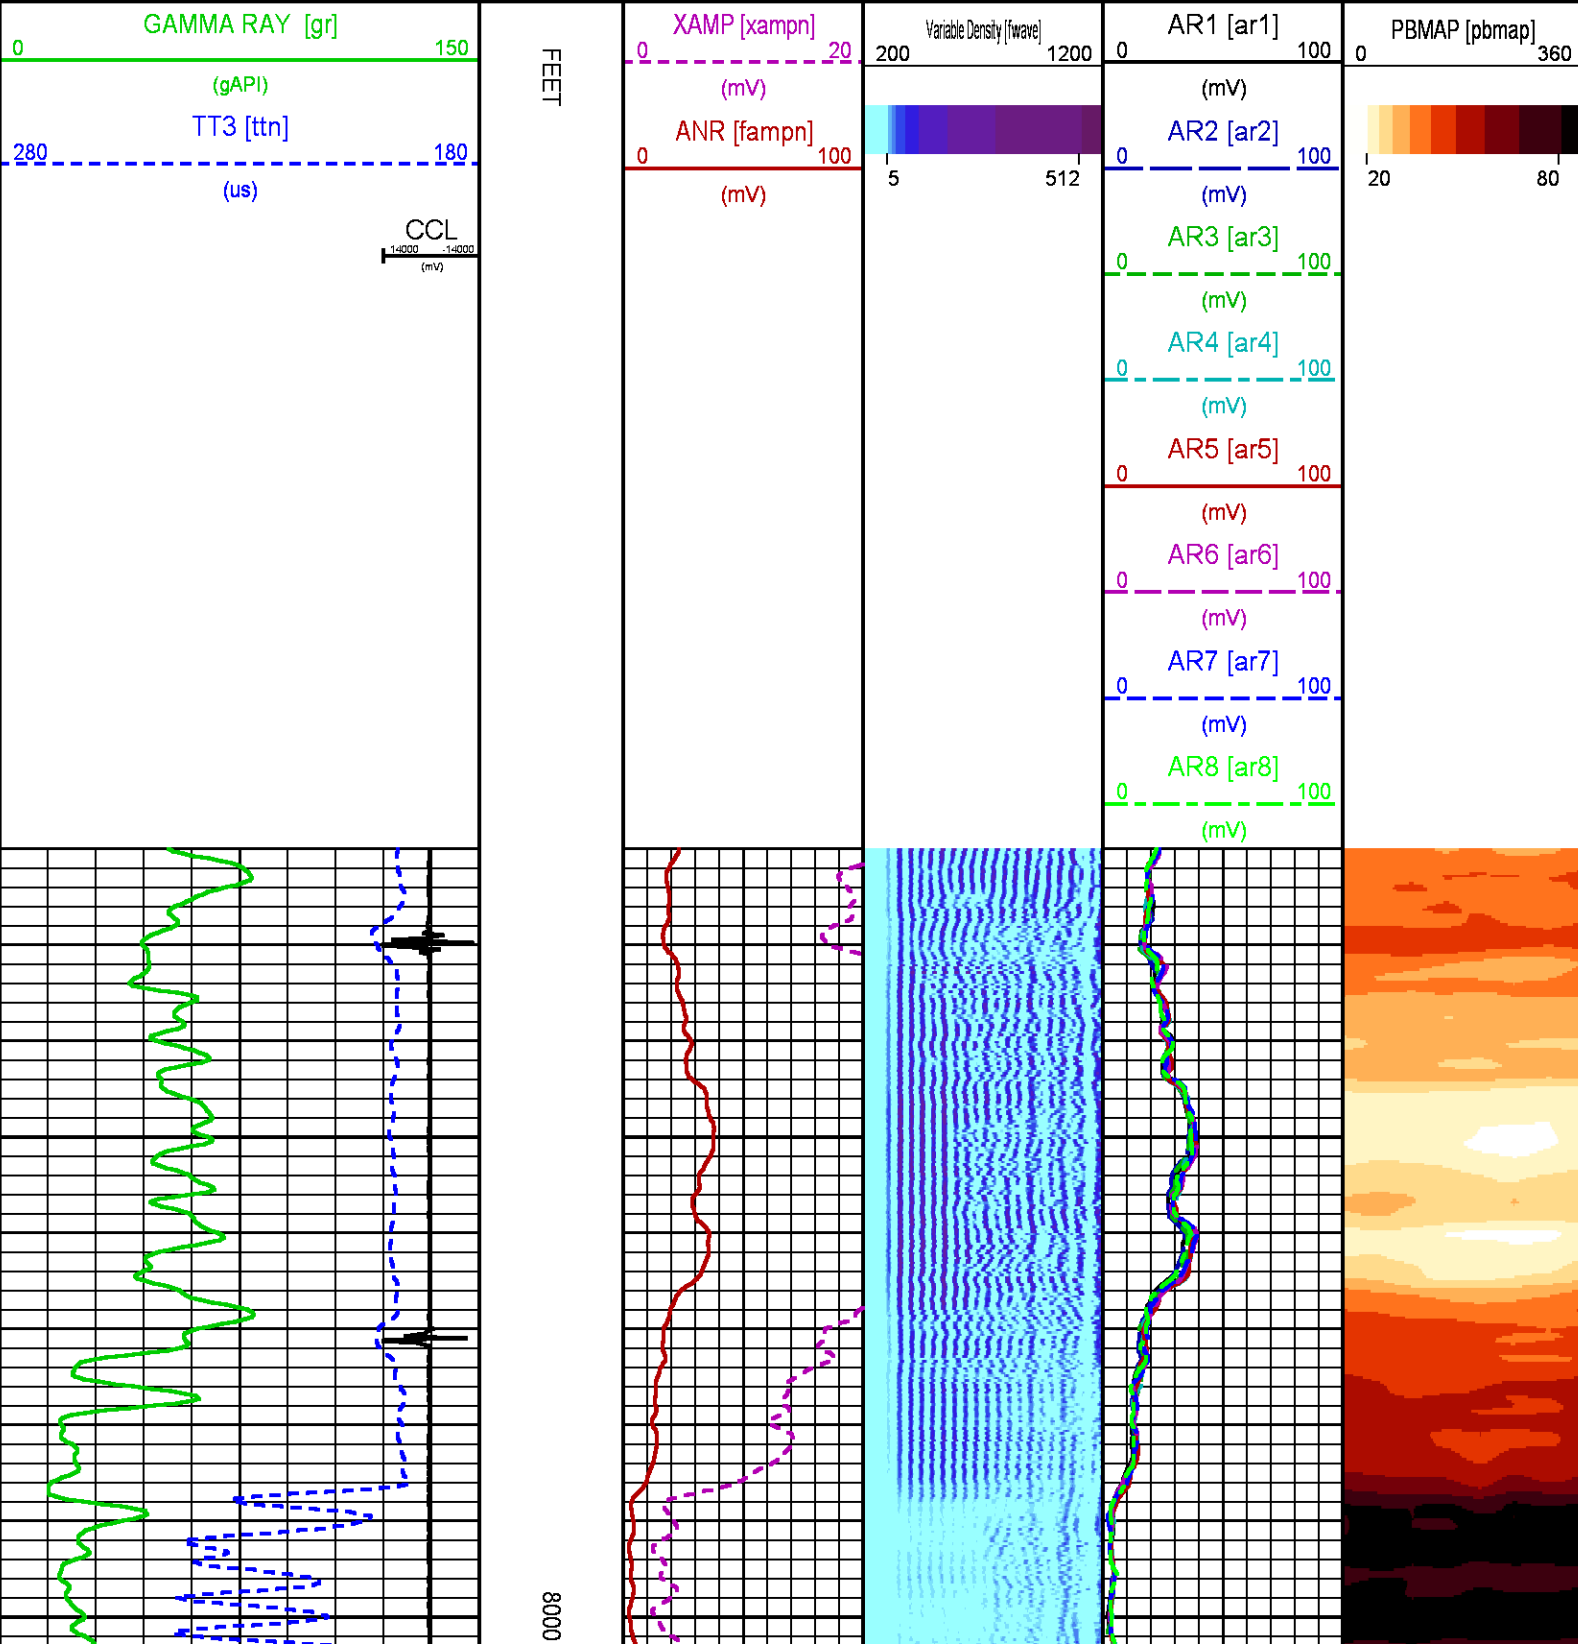 GAMMA RAY [gr]
0 150
(gAPI)
TT3 [ttn]
280 180
(us)
CCL
14000 -14000
(mV)
FEET
8000
XAMP [xampn]
0 20
(mV)
ANR [fampn]
0 100
(mV)
Variable Density [fwave]
200 1200
5 512
AR1 [ar1]
0 100
(mV)
AR2 [ar2]
0 100
(mV)
AR3 [ar3]
0 100
(mV)
AR4 [ar4]
0 100
(mV)
AR5 [ar5]
0 100
(mV)
AR6 [ar6]
0 100
(mV)
AR7 [ar7]
0 100
(mV)
AR8 [ar8]
0 100
(mV)
PBMAP [pbmap]
0 360
20 80